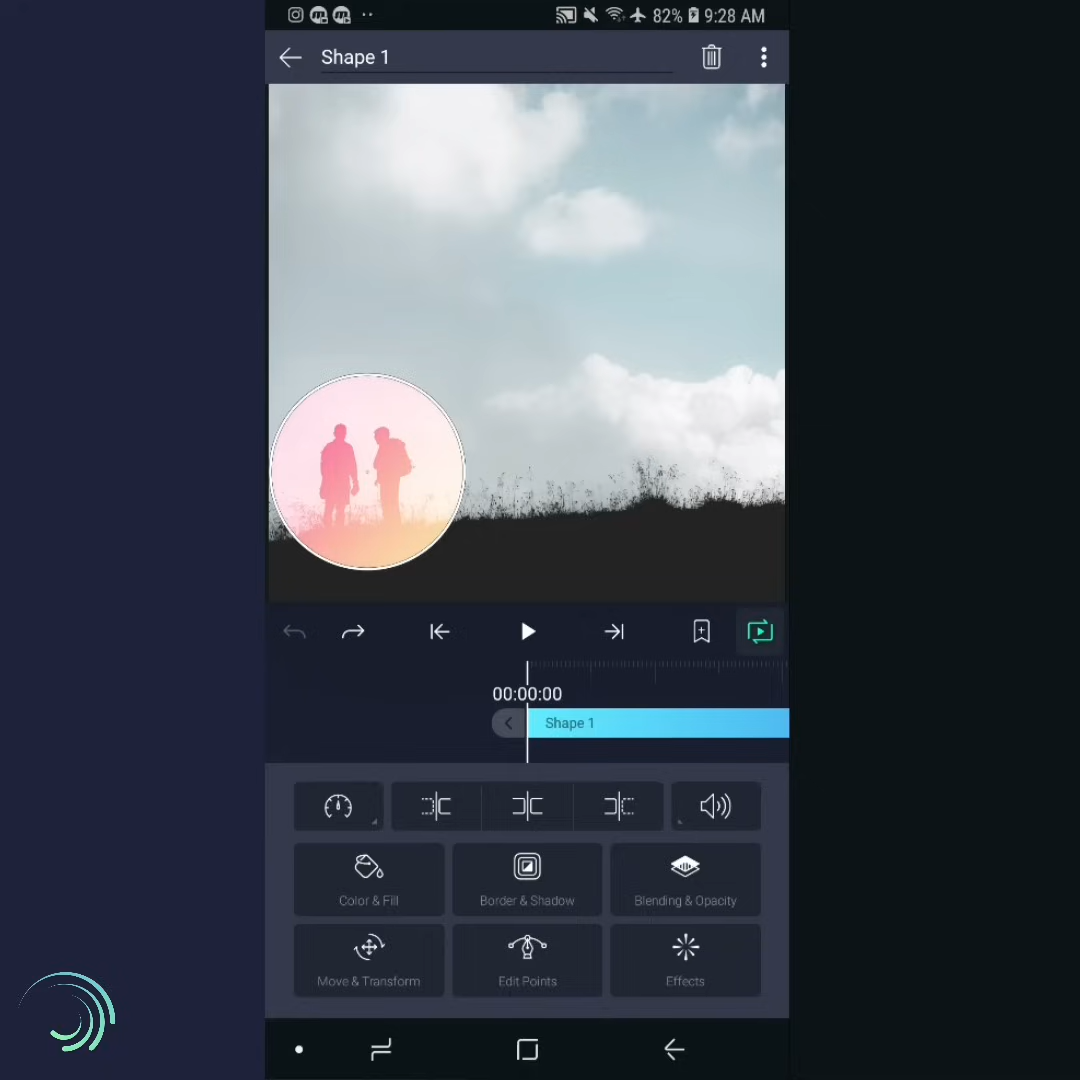 82% 9:28 AM
Shape 1
00:00:00
Shape 1
Color & Fill
Border & Shadow
Blending & Opacity
Move & Transform
Edit Points
Effects